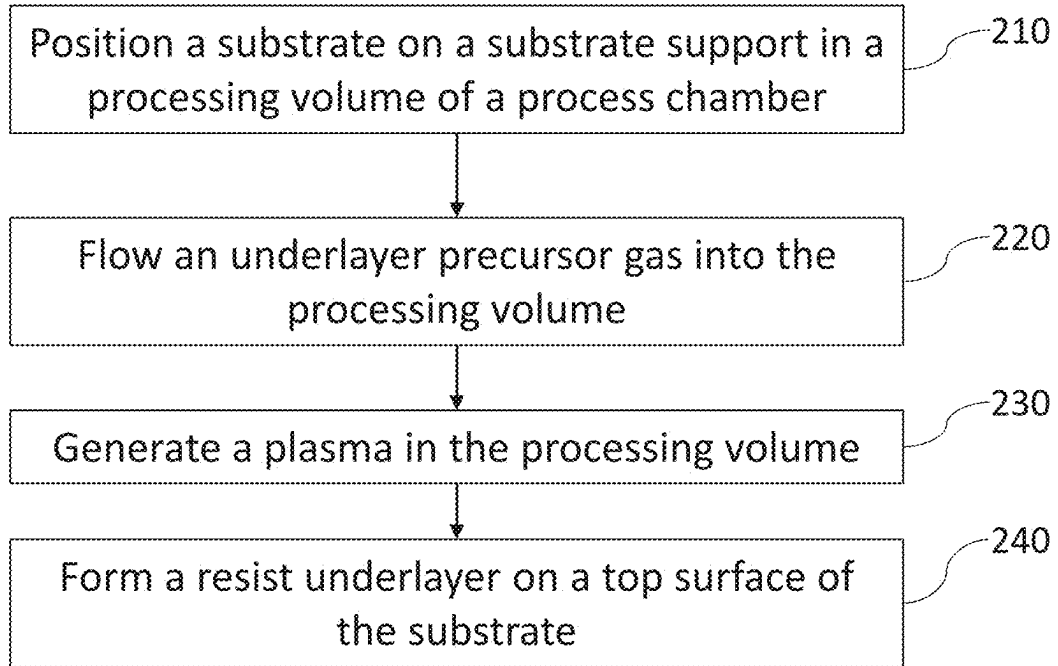 Position a substrate on a substrate support in a
processing volume of a process chamber
210
Flow an underlayer precursor gas into the
processing volume
220
Generate a plasma in the processing volume
230
Form a resist underlayer on a top surface of
the substrate
240